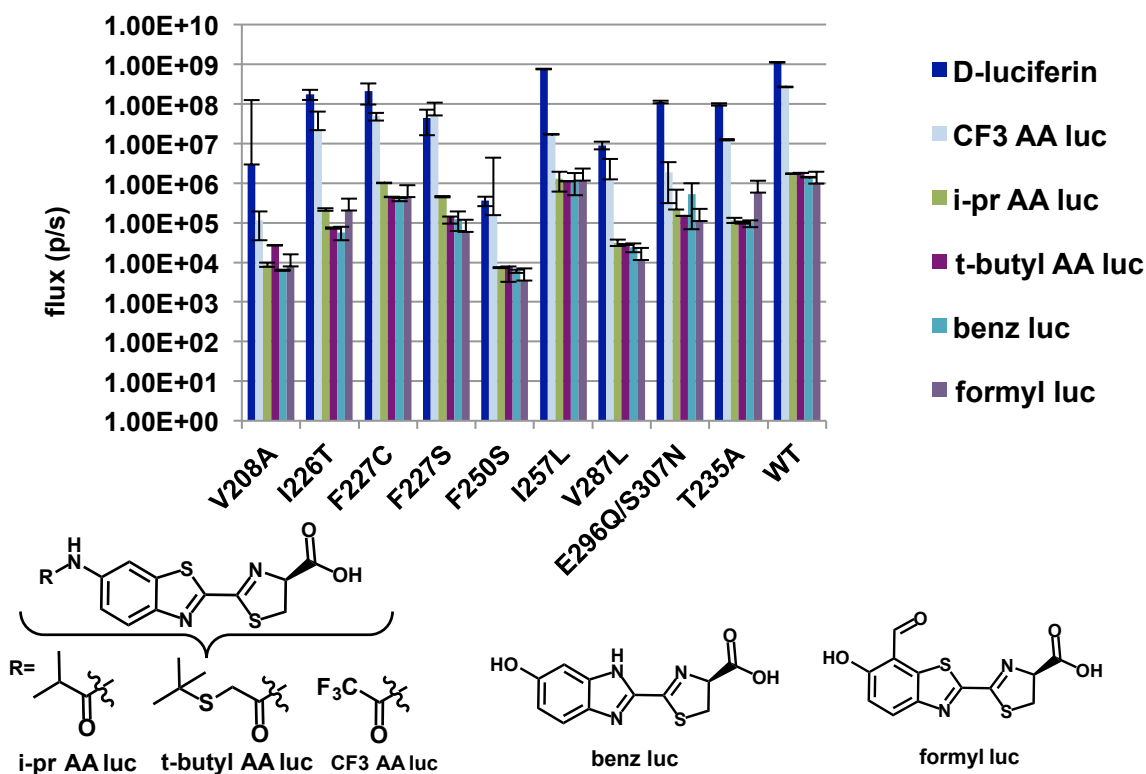 flux (p/s)
1.00E+10
1.00E+09
1.00E+08
1.00E+07
1.00E+06
1.00E+05
1.00E+04
1.00E+03
1.00E+02
1.00E+01
1.00E+00
V208A
I226T
F227C
F227S
F250S
I257L
V287L
E296Q/S307N
T235A
WT
D-luciferin
CF3 AA luc
i-pr AA luc
t-butyl AA luc
benz luc
formyl luc
H
N
R
S
N
N
S
O
OH
R=
O
i-pr AA luc
S
O
t-butyl AA luc
F3C
O
CF3 AA luc
HO
H
N
N
N
S
O
OH
benz luc
O
HO
S
N
N
S
O
OH
formyl luc